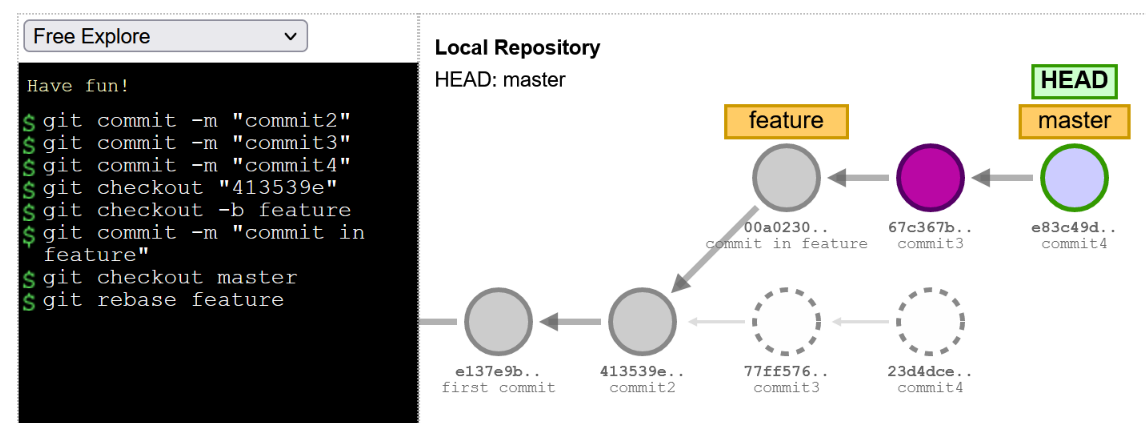 Free Explore
Have fun!
$ git commit -m "commit2"
$ git commit -m "commit3"
$ git commit -m "commit4"
$ git checkout "413539e"
$ git checkout -b feature
$ git commit -m "commit in
feature"
$ git checkout master
$ git rebase feature
Local Repository
HEAD: master
HEAD
feature
master
00a0230..
commit in feature
67c367b..
commit3
e83c49d..
commit4
e137e9b..
first commit
413539e..
commit2
77ff576..
commit3
23d4dce..
commit4